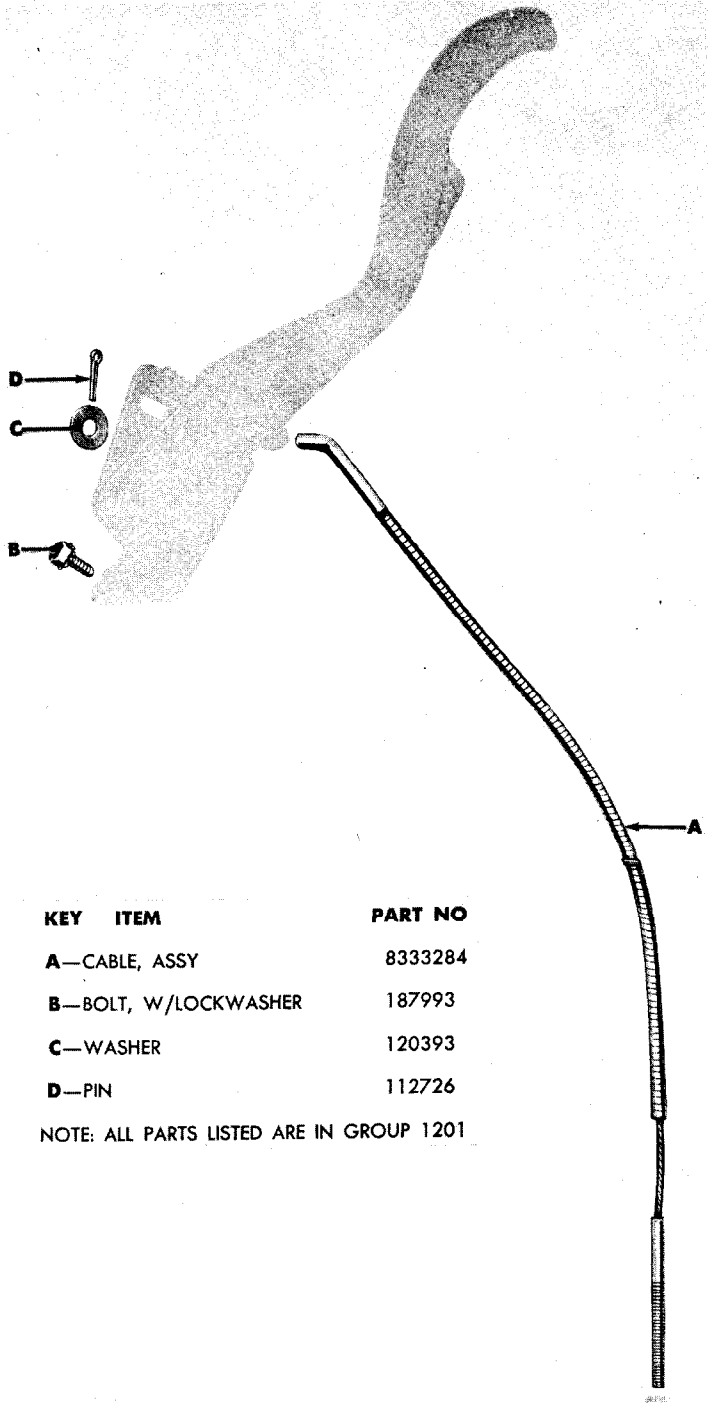 D
C
B
A
KEY ITEM PART NO
A—CABLE, ASSY 8333284
B—BOLT, W/LOCKWASHER 187993
C—WASHER 120393
D—PIN 112726
NOTE: ALL PARTS LISTED ARE IN GROUP 1201